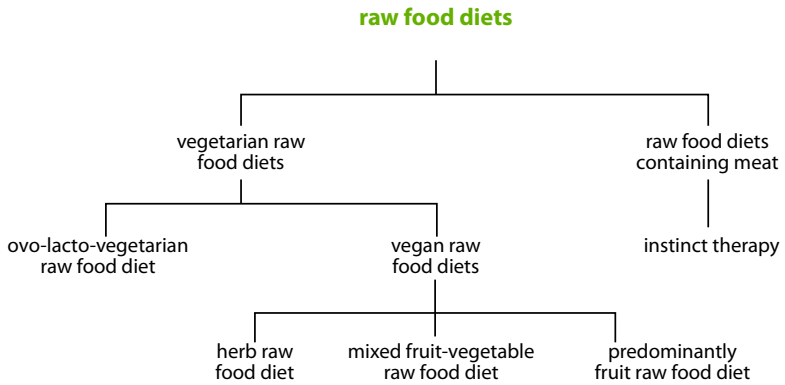 raw food diets
vegetarian raw
food diets
raw food diets
containing meat
ovo-lacto-vegetarian
raw food diet
vegan raw
food diets
instinct therapy
herb raw
food diet
mixed fruit-vegetable
raw food diet
predominantly
fruit raw food diet